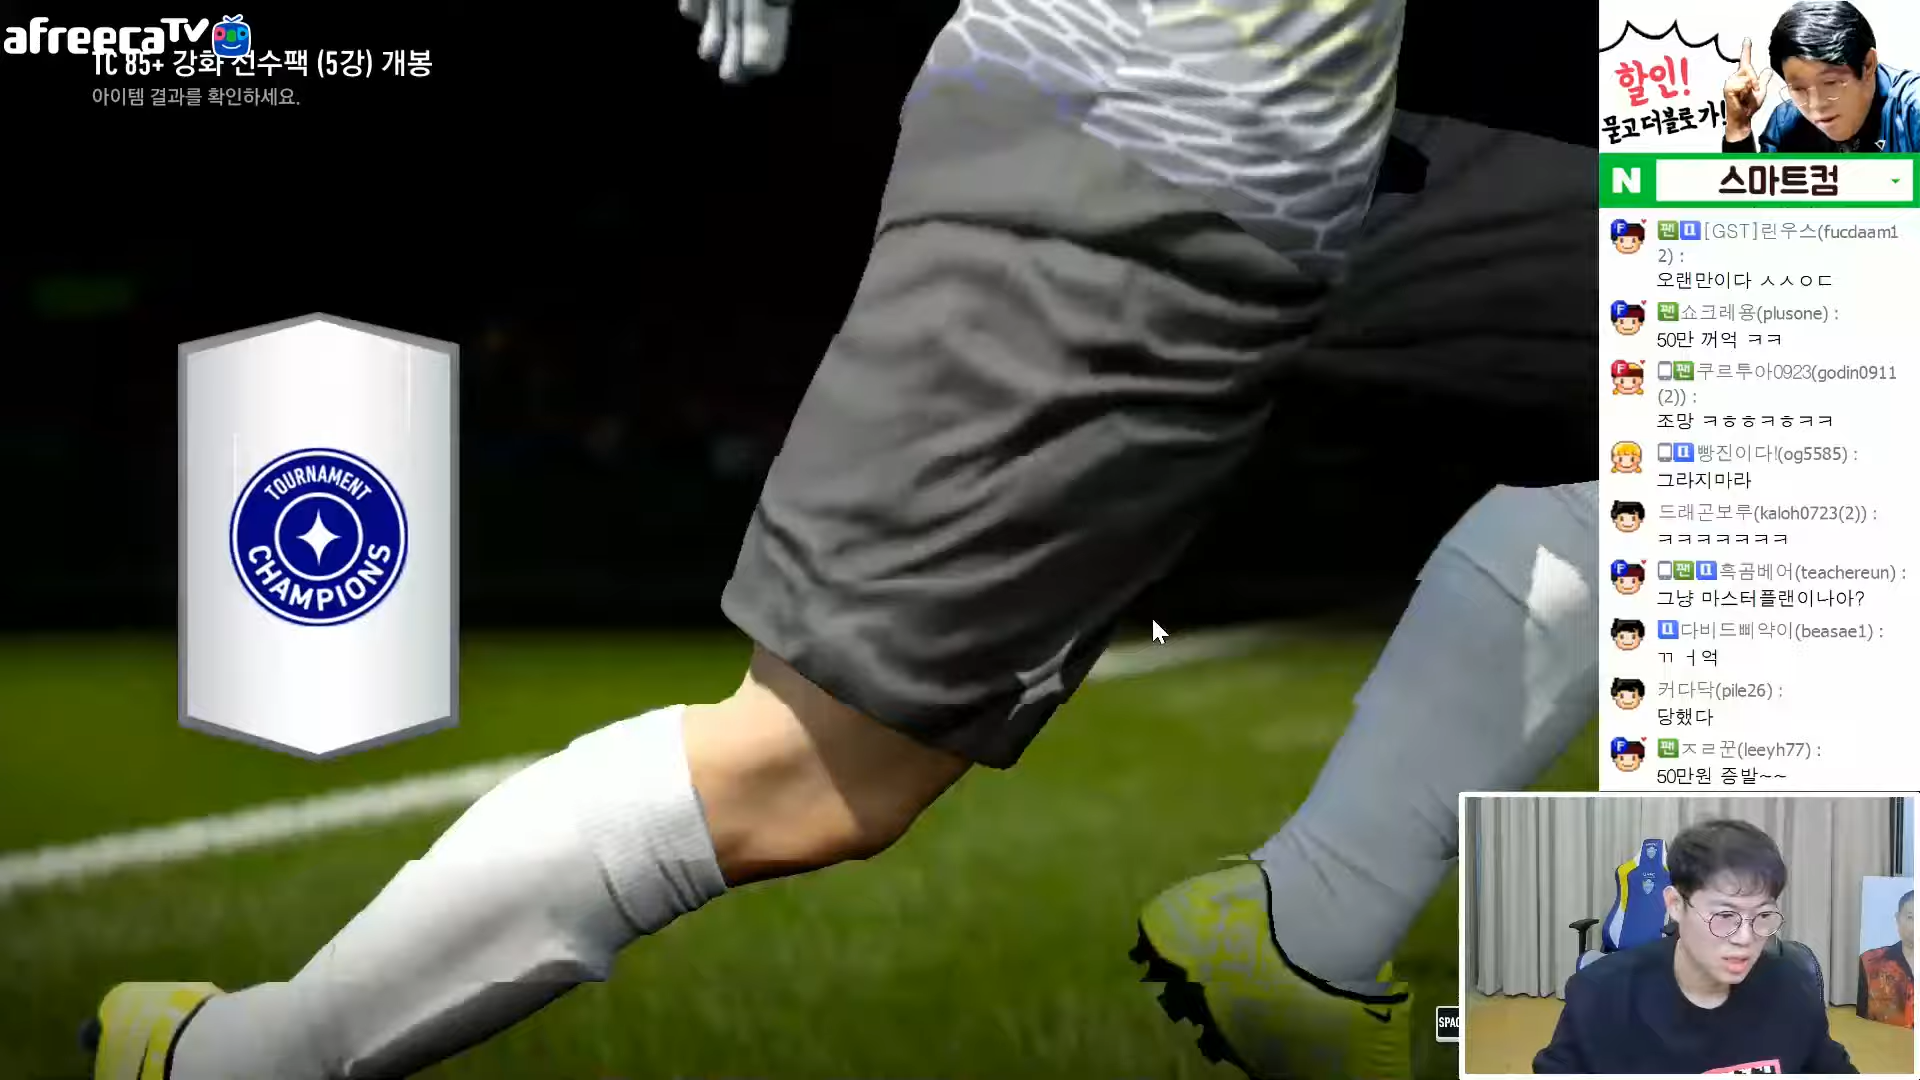 afreecaTV
TC 85+ 강화 선수팩 (5강) 개봉
아이템 결과를 확인하세요.
TOURNAMENT
CHAMPIONS
할인!
묻고 더블로 가!
N 스마트컴
팬 [GST]린우스(fucdaam1
2) :
오랜만이다 ㅅㅅㅇㄷ
팬 쇼크레용(plusone) :
50만 꺼억 ㅋㅋ
팬 쿠르투아0923(godin0911
(2)) :
조망 ㅋㅎㅎㅋㅎㅋㅋ
빵진이다!(og5585) :
그라지마라
드래곤보루(kaloh0723(2)) :
ㅋㅋㅋㅋㅋㅋㅋ
팬 흑곰베어(teachereun) :
그냥 마스터플랜이나아?
다비드삐약이(beasae1) :
ㄲ ㅓ억
커다닥(pile26) :
당했다
팬 ㅈㄹ꾼(leeyh77) :
50만원 증발~~